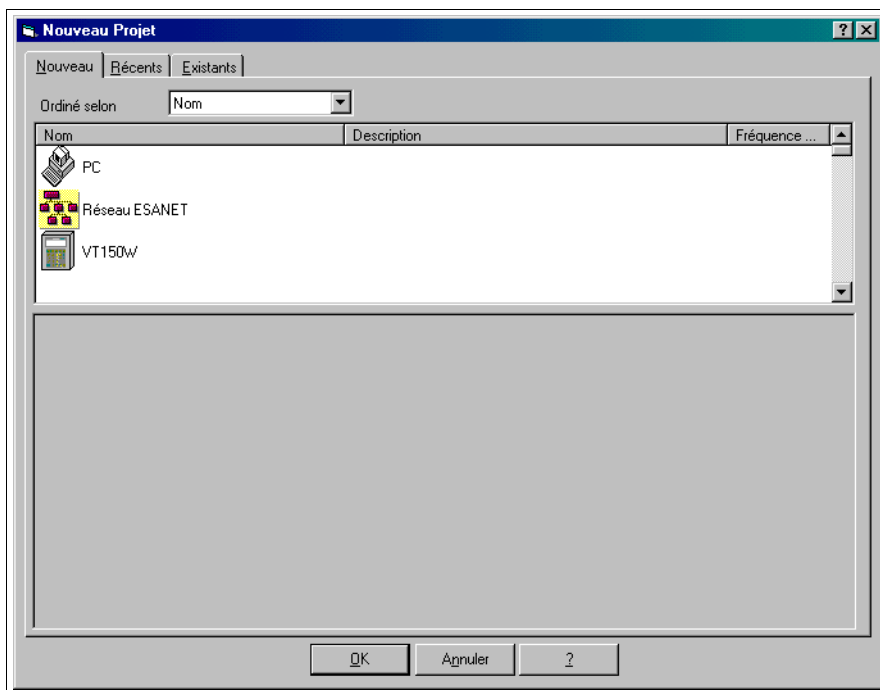 Nouveau Projet
Nouveau Récents Existants
Ordiné selon Nom
Nom Description Fréquence ...
PC
Réseau ESANET
VT150W
OK Annuler ?